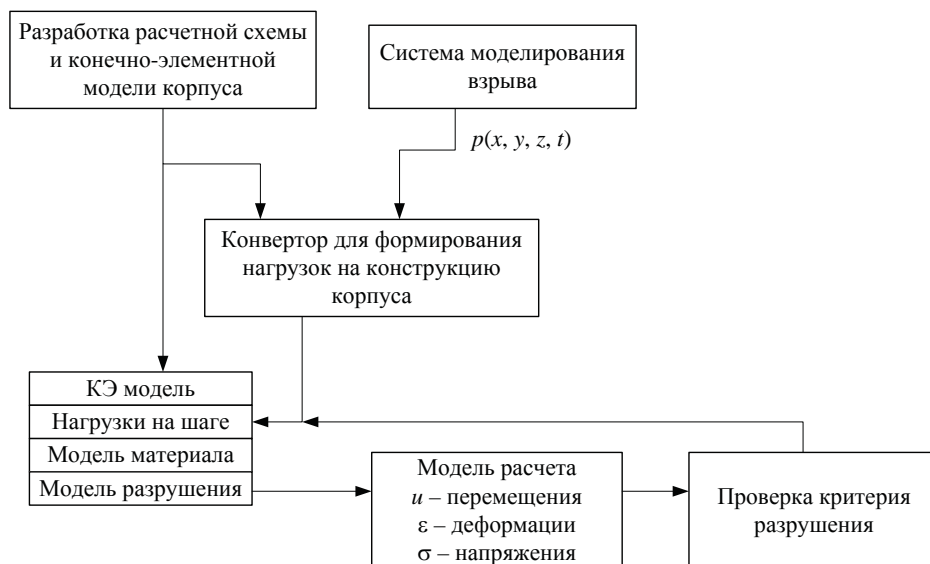 Разработка расчетной схемы
и конечно-элементной
модели корпуса
Система моделирования
взрыва
p(x, y, z, t)
Конвертор для формирования
нагрузок на конструкцию
корпуса
КЭ модель
Нагрузки на шаге
Модель материала
Модель разрушения
Модель расчета
u – перемещения
ε – деформации
σ – напряжения
Проверка критерия
разрушения